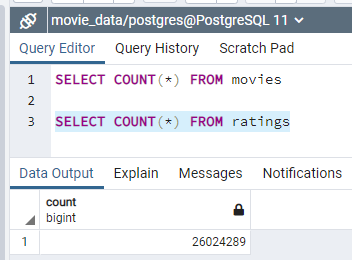 movie_data/postgres@PostgreSQL 11
Query Editor Query History Scratch Pad
1 SELECT COUNT(*) FROM movies
2
3 SELECT COUNT(*) FROM ratings
Data Output Explain Messages Notifications
count
bigint
1 26024289